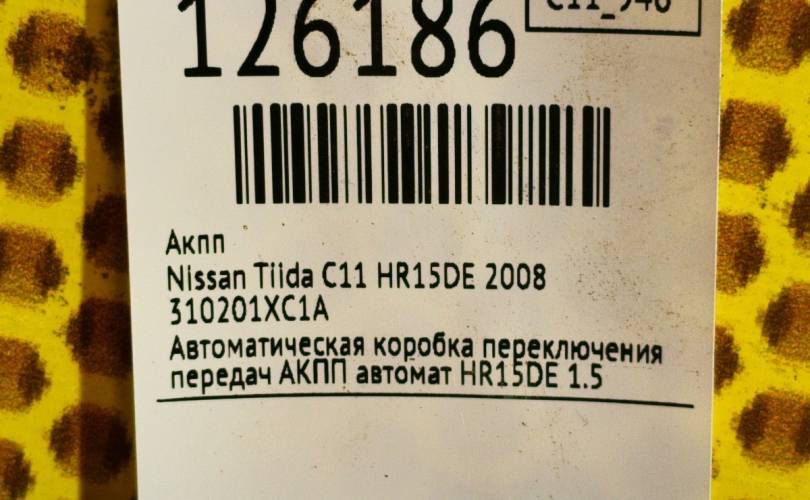 126186
Акпп
Nissan Tiida C11 HR15DE 2008
310201XC1A
Автоматическая коробка переключения
передач АКПП автомат HR15DE 1.5